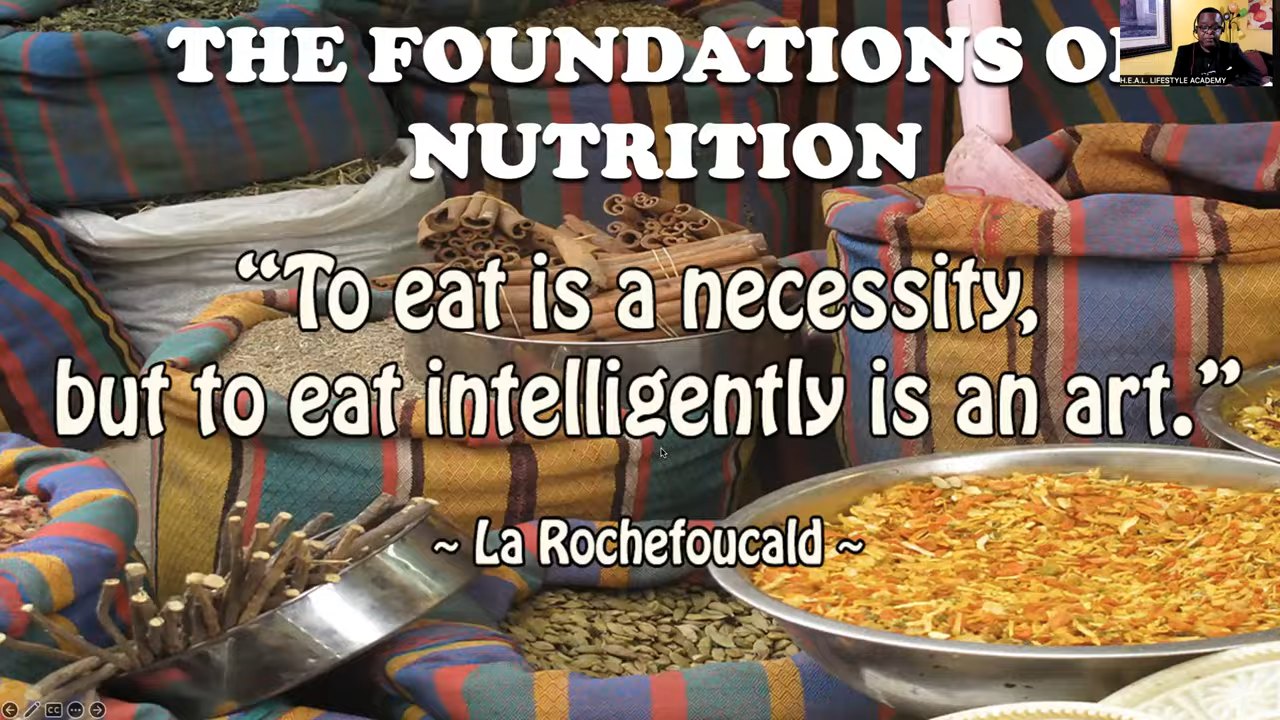 THE FOUNDATIONS OF
NUTRITION
H.E.A.L. LIFESTYLE ACADEMY
“To eat is a necessity,
but to eat intelligently is an art.”
~ La Rochefoucald ~
CC